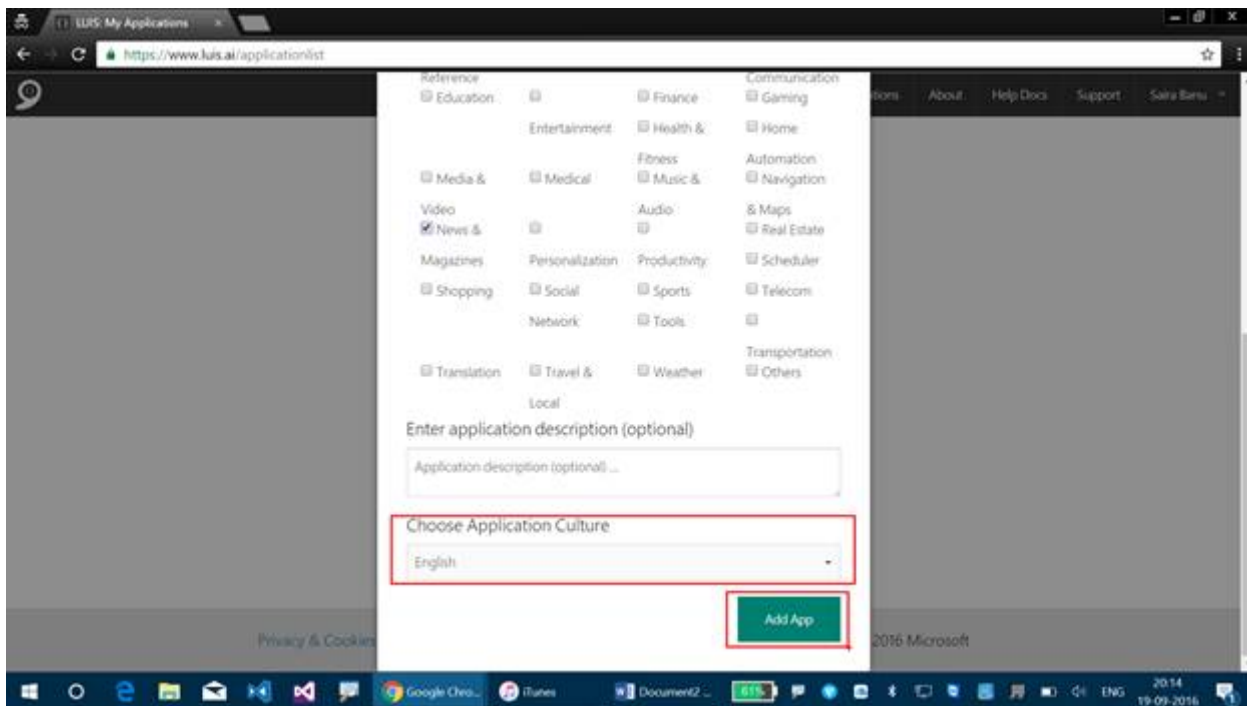 LUIS: My Applications
https://www.luis.ai/applicationlist
Reference Communication
Education Finance Gaming
Entertainment Health & Home
Fitness Automation
Media & Medical Music & Navigation
Video Audio & Maps
News & Real Estate
Magazines Personalization Productivity Scheduler
Shopping Social Sports Telecom
Network Tools
Transportation
Translation Travel & Weather Others
Local
About Help Docs Support Saira Banu
Enter application description (optional)
Application description (optional) ...
Choose Application Culture
English
Add App
Privacy & Cookies 2016 Microsoft
Google Chro... iTunes Document2 ... 61% ENG 20:14
19-09-2016